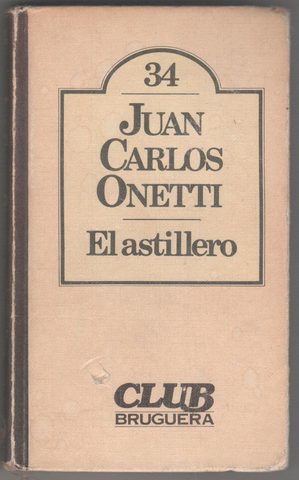 34
JUAN
CARLOS
ONETTI
El astillero
CLUB
BRUGUERA